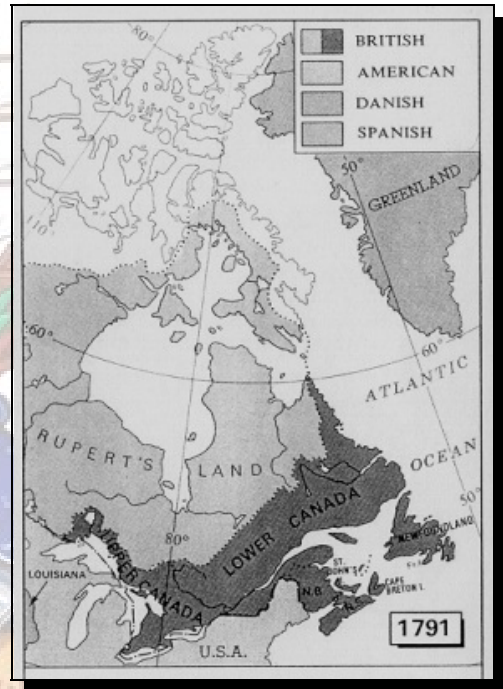 80°
BRITISH
AMERICAN
DANISH
SPANISH
50°
GREENLAND
110°
60°
60°
ATLANTIC
OCEAN
50°
RUPERT'S
LAND
LOWER CANADA
NEWFOUNDLAND
80°
UPPER CANADA
ST.
JOHN'S I.
CAPE
BRETON I.
N.B.
N.S.
LOUISIANA
U.S.A.
1791